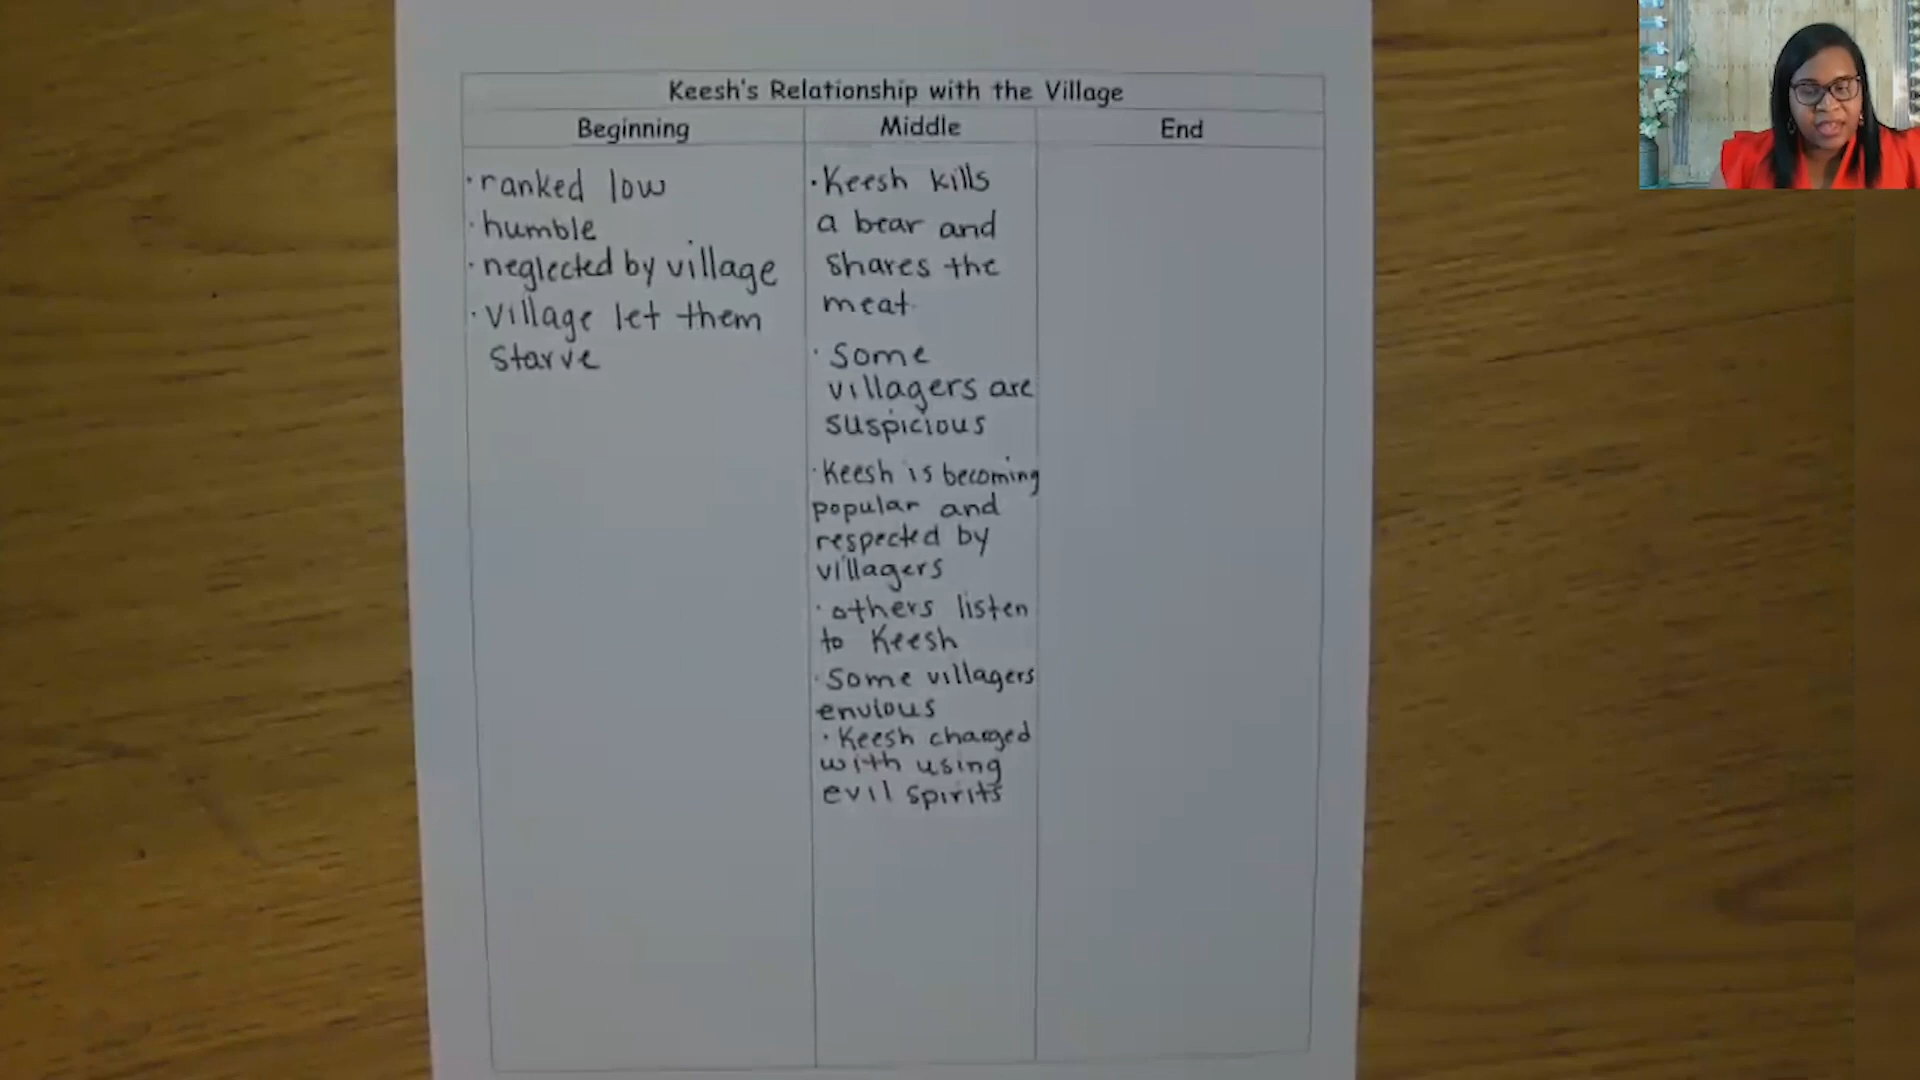 Keesh's Relationship with the Village
Beginning
Middle
End
·ranked low
·humble
·neglected by village
·village let them
starve
·Keesh kills
a bear and
shares the
meat.
·Some
villagers are
suspicious
·Keesh is becoming
popular and
respected by
villagers
·others listen
to Keesh
·Some villagers
envious
·Keesh charged
with using
evil spirits